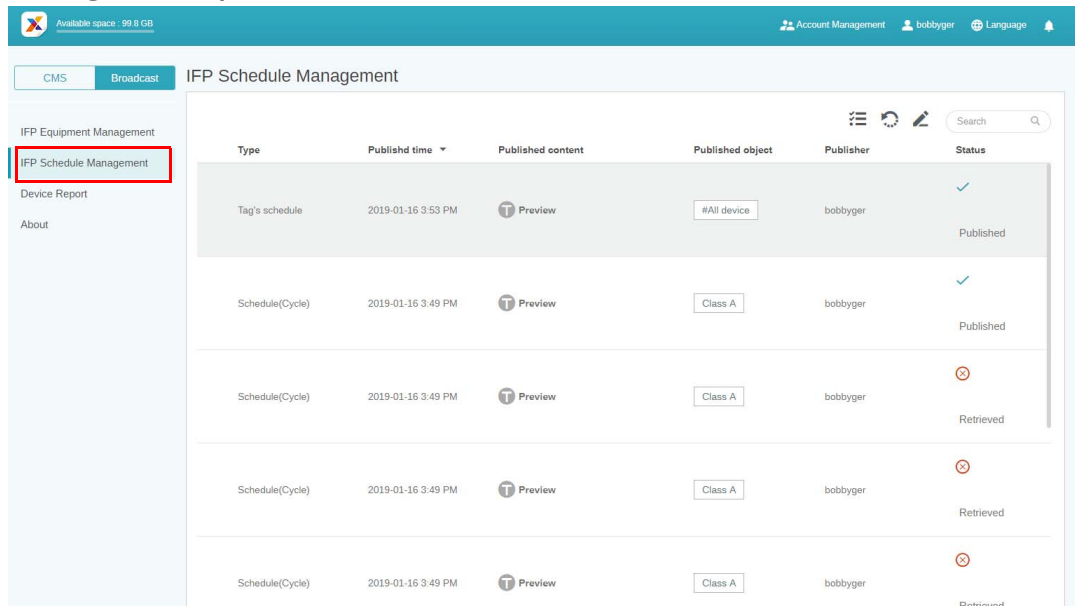 Available space : 99.8 GB
Account Management
bobbyger
Language
CMS
Broadcast
IFP Schedule Management
IFP Equipment Management
IFP Schedule Management
Device Report
About
Search
Type Publishd time Published content Published object Publisher Status
Tag's schedule 2019-01-16 3:53 PM T Preview #All device bobbyger
Published
Schedule(Cycle) 2019-01-16 3:49 PM T Preview Class A bobbyger
Published
Schedule(Cycle) 2019-01-16 3:49 PM T Preview Class A bobbyger
Retrieved
Schedule(Cycle) 2019-01-16 3:49 PM T Preview Class A bobbyger
Retrieved
Schedule(Cycle) 2019-01-16 3:49 PM T Preview Class A bobbyger
Retrieved